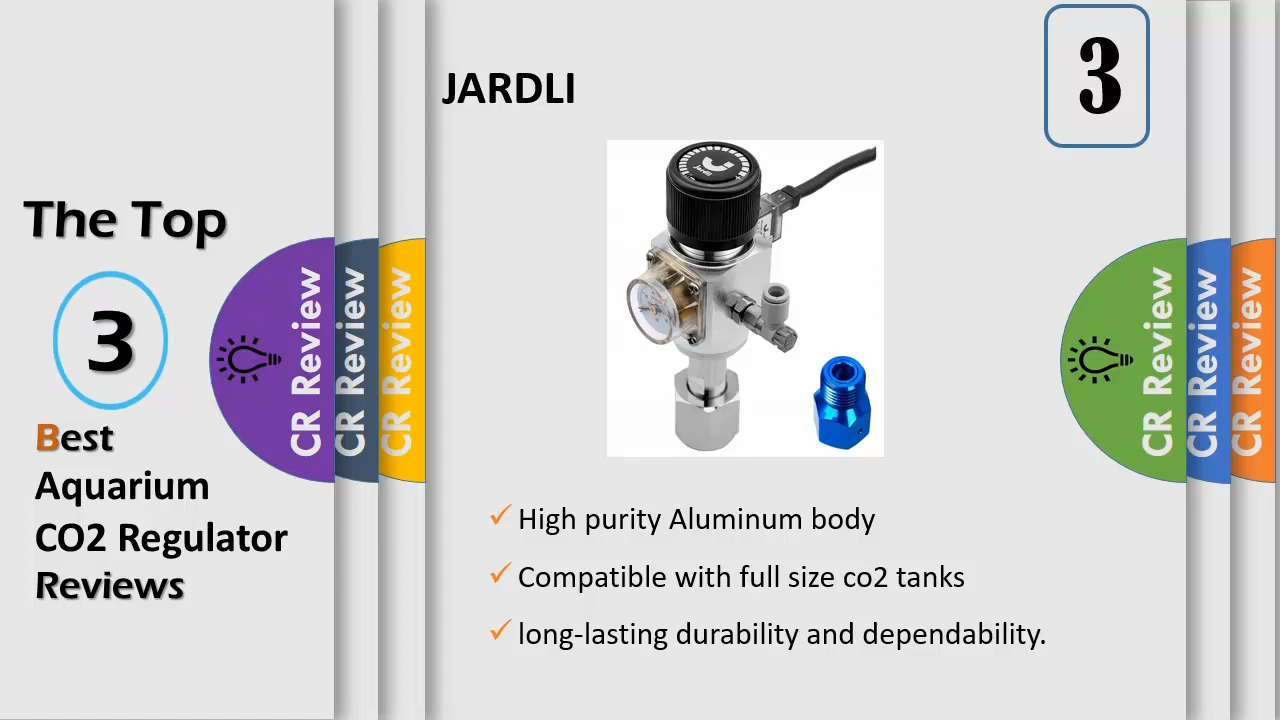 The Top
3
Best
Aquarium
CO2 Regulator
Reviews
CR Review
CR Review
CR Review
JARDLI
3
Jardli
High purity Aluminum body
Compatible with full size co2 tanks
long-lasting durability and dependability.
CR Review
CR Review
CR Review